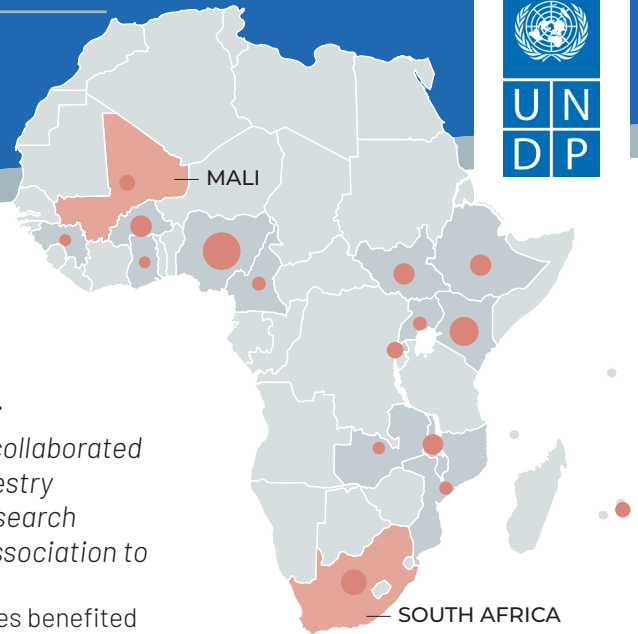 U N
D P
MALI
collaborated
estry
search
ssociation to
es benefited
SOUTH AFRICA